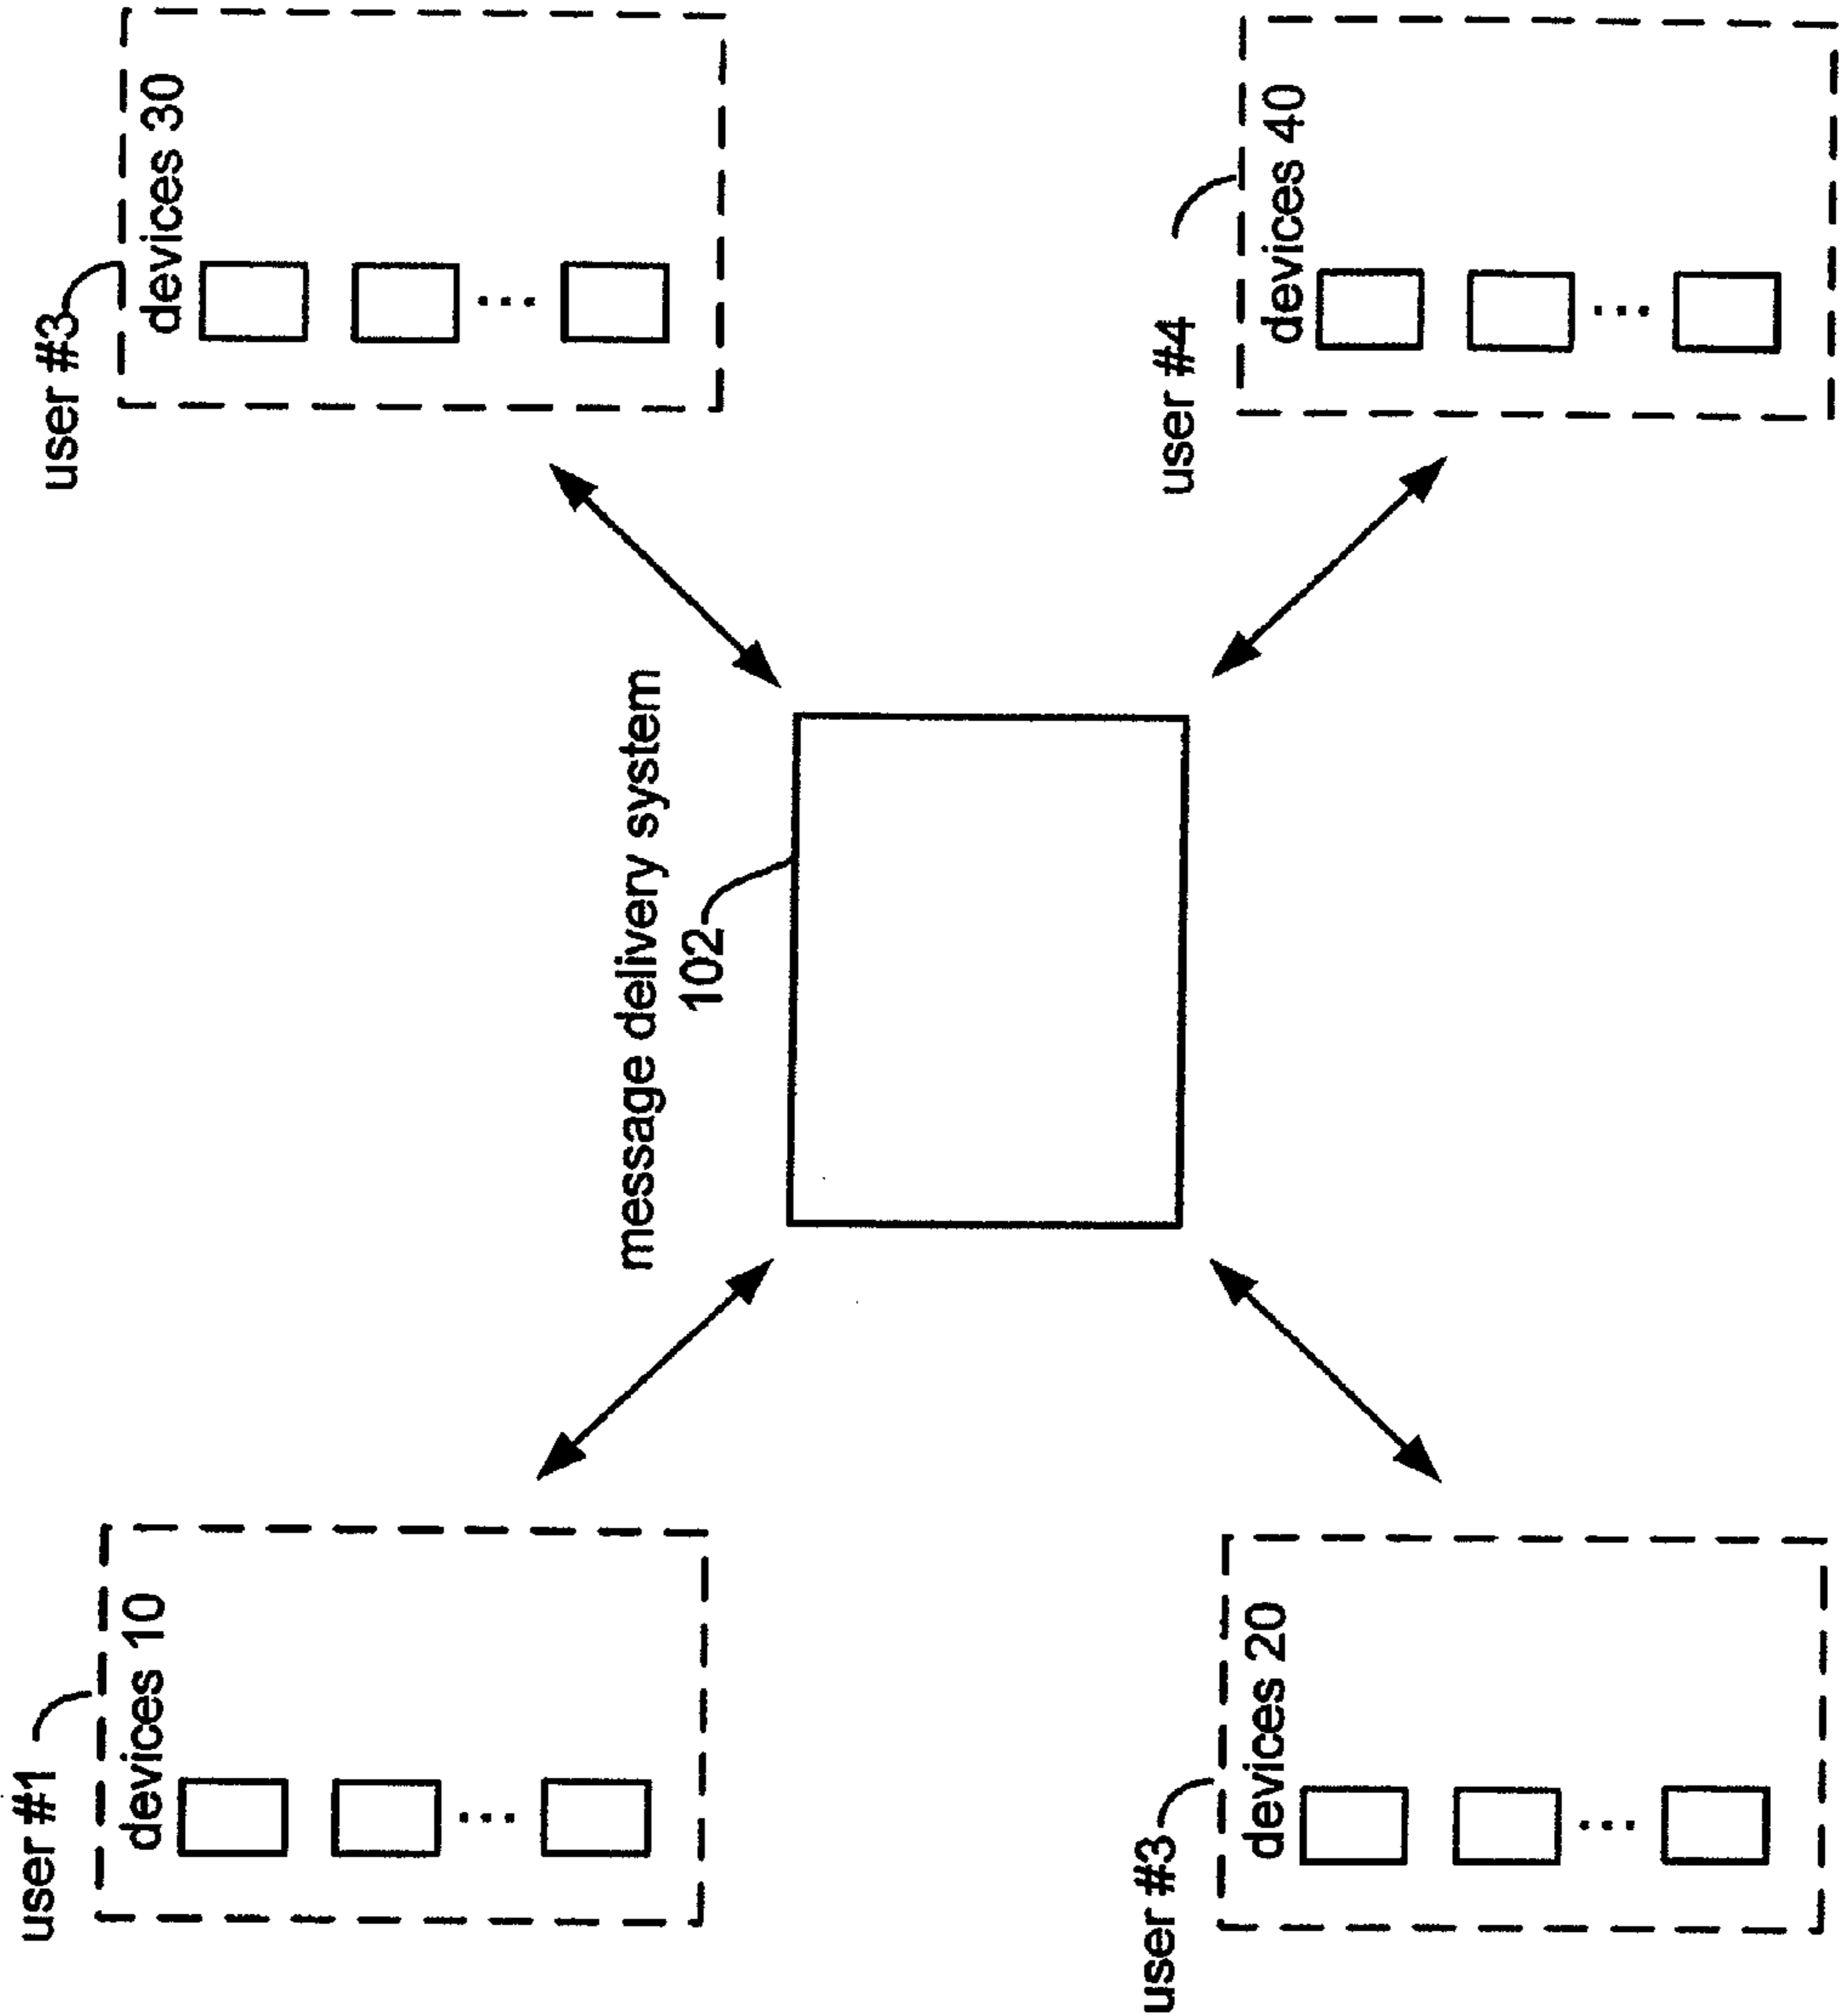 user #1
devices 10
user #3
devices 30
message delivery system
102
user #3
devices 20
user #4
devices 40